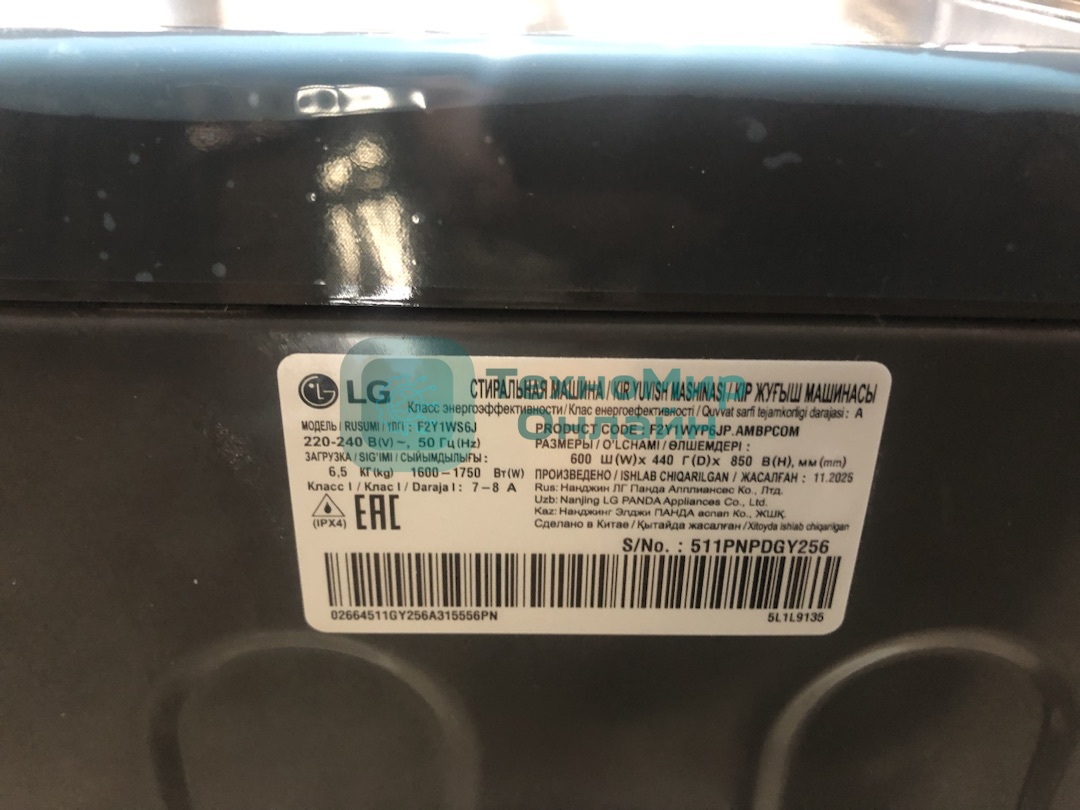 LG
СТИРАЛЬНАЯ МАШИНА / KIR YUVISH MASHINASI / КІР ЖУҒЫШ МАШИНАСЫ
Класс энергоэффективности / Клас енергоефективності / Quvvat sarfi tejamkorligi darajasi : A
МОДЕЛЬ / RUSUMI / ҮЛГІ : F2Y1WS6J
220-240 В(V) ~, 50 Гц(Hz)
ЗАГРУЗКА / SIG'IMI / СЫЙЫМДЫЛЫҒЫ :
6,5 КГ(kg) 1600-1750 Вт(W)
Класс I / Клас I / Daraja I : 7-8 A
(IPX4) EAC
PRODUCT CODE : F2Y1WYP6JP.AMBPCOM
РАЗМЕРЫ / O'LCHAMI / ӨЛШЕМДЕРІ :
600 Ш(W)x 440 Г(D)x 850 В(H), мм(mm)
ПРОИЗВЕДЕНО / ISHLAB CHIQARILGAN / ЖАСАЛҒАН : 11.2025
Rus: Нанджин ЛГ Панда Апплиансес Ко., Лтд.
Uzb: Nanjing LG PANDA Appliances Co., Ltd.
Kaz: Нанджинг Элджи ПАНДА аспап Ко., ЖШҚ.
Сделано в Китае / Қытайда жасалған / Xitoyda ishlab chiqarilgan
S/No. : 511PNPDGY256
02664511GY256A315556PN
5L1L9135
ТехноМир
Онлайн